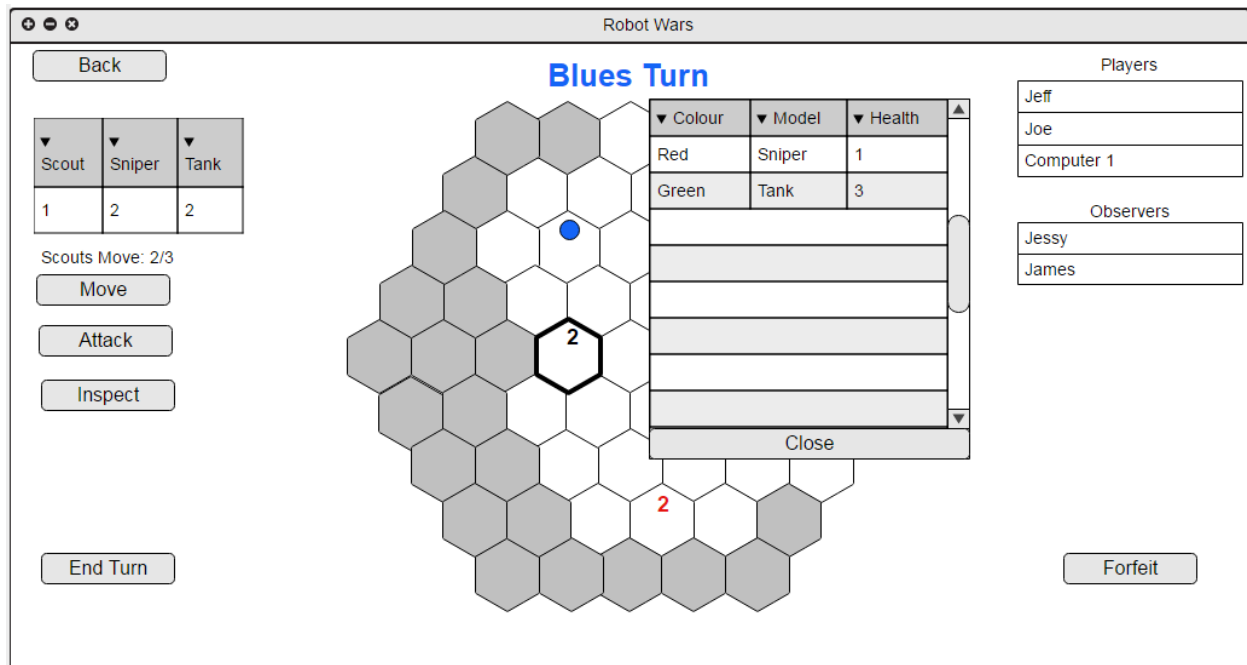 Robot Wars
Back
Blues Turn
Players
Jeff
Joe
Computer 1
Scout Sniper Tank
1 2 2
Colour Model Health
Red Sniper 1
Green Tank 3
Observers
Jessy
James
Scouts Move: 2/3
Move
Attack
Inspect
2
Close
2
End Turn
Forfeit